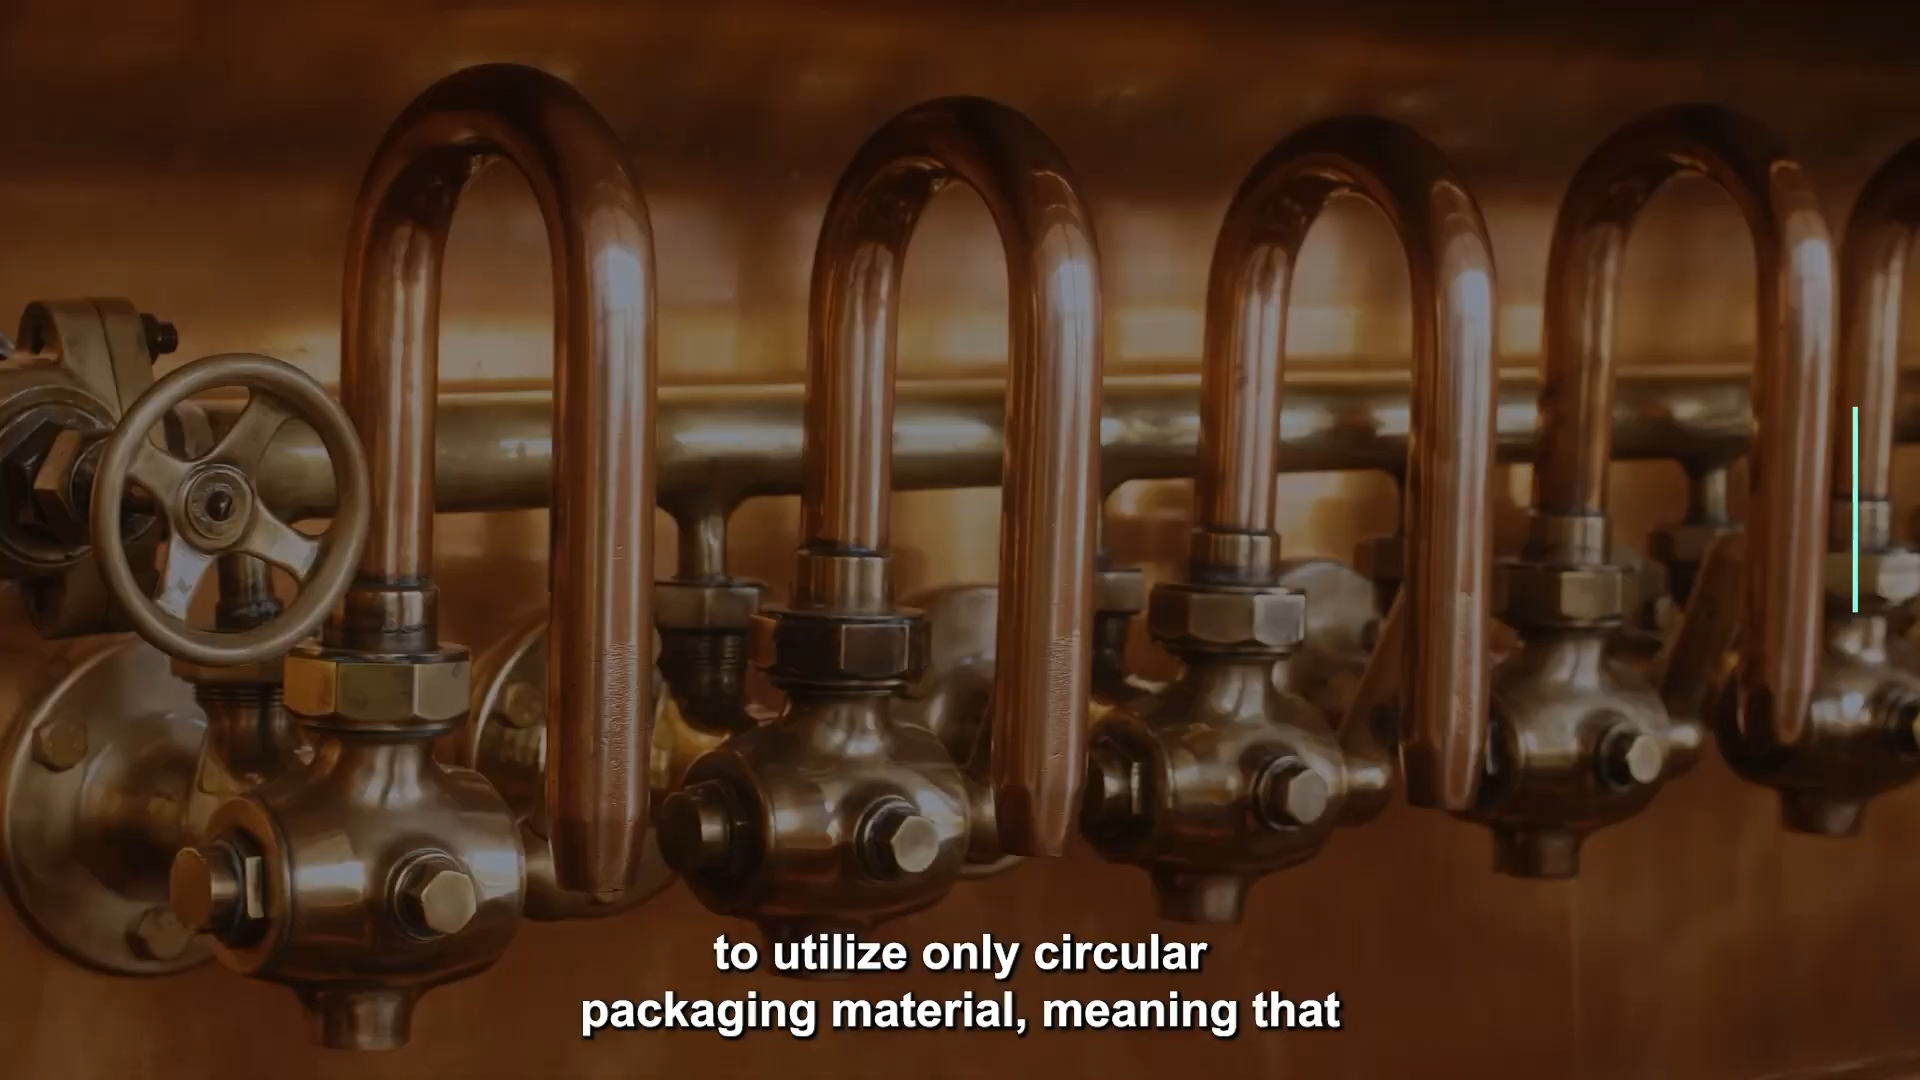 to utilize only circular
packaging material, meaning that